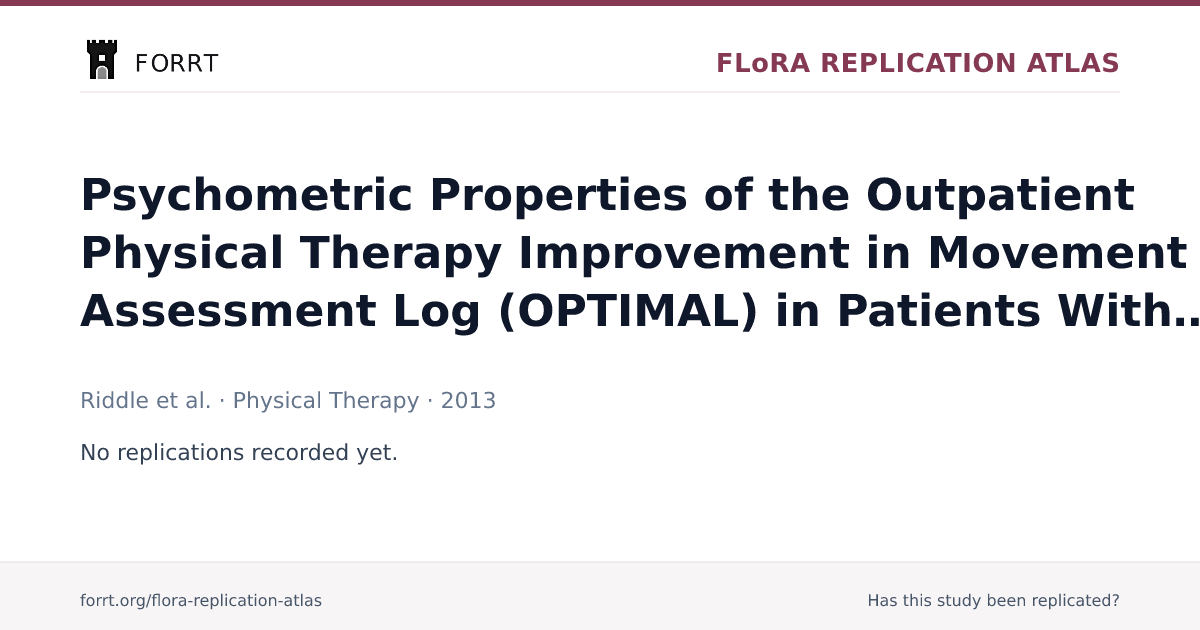 FORRT
FLoRA REPLICATION ATLAS
Psychometric Properties of the Outpatient
Physical Therapy Improvement in Movement
Assessment Log (OPTIMAL) in Patients With…
Riddle et al. · Physical Therapy · 2013
No replications recorded yet.
forrt.org/flora-replication-atlas
Has this study been replicated?